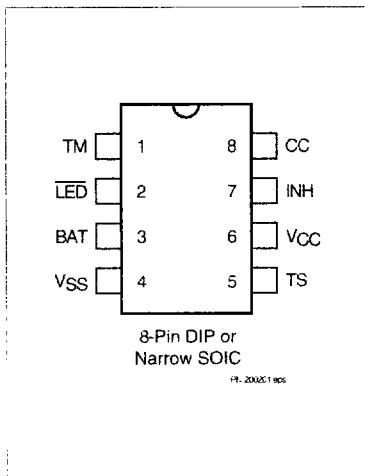 TM 1 8 CC
LED 2 7 INH
BAT 3 6 VCC
VSS 4 5 TS
8-Pin DIP or
Narrow SOIC